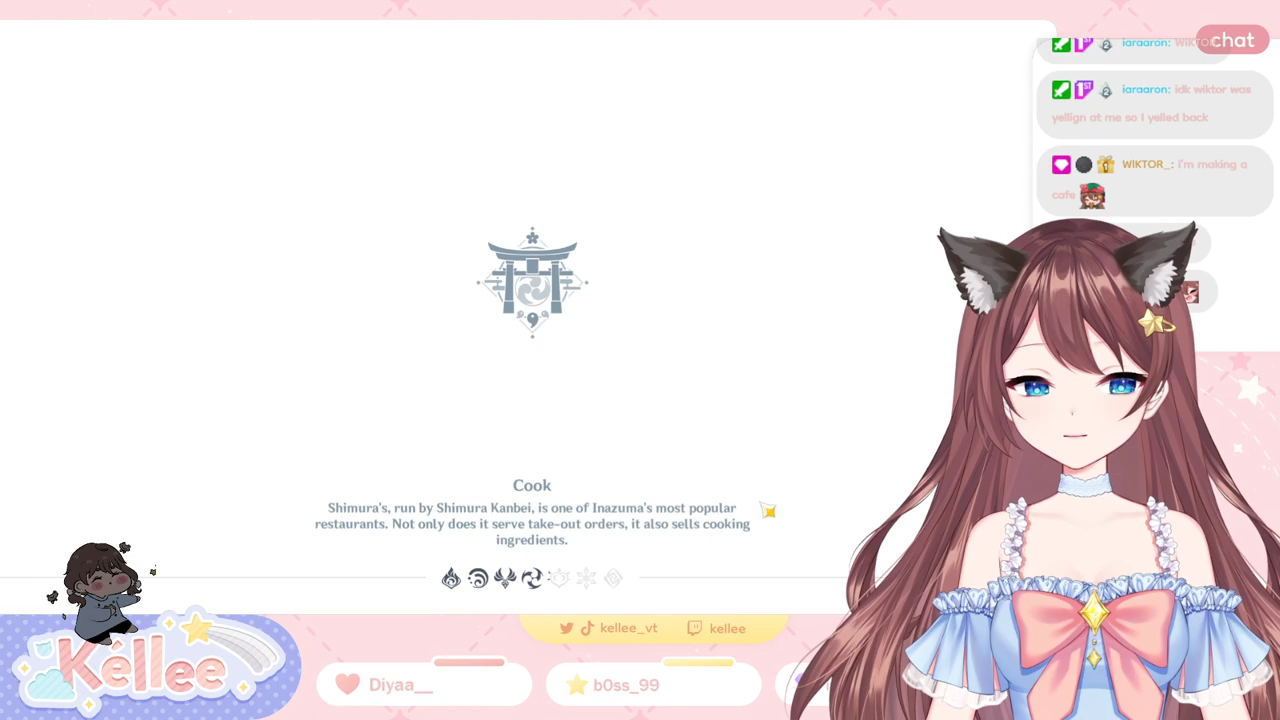 chat
iaraaron:
iaraaron: idk wiktor was
yellign at me so I yelled back
WIKTOR_: i'm making a
cafe
Cook
Shimura's, run by Shimura Kanbei, is one of Inazuma's most popular
restaurants. Not only does it serve take-out orders, it also sells cooking
ingredients.
kellee_vt kellee
Kéllee
Diyaa__ b0ss_99